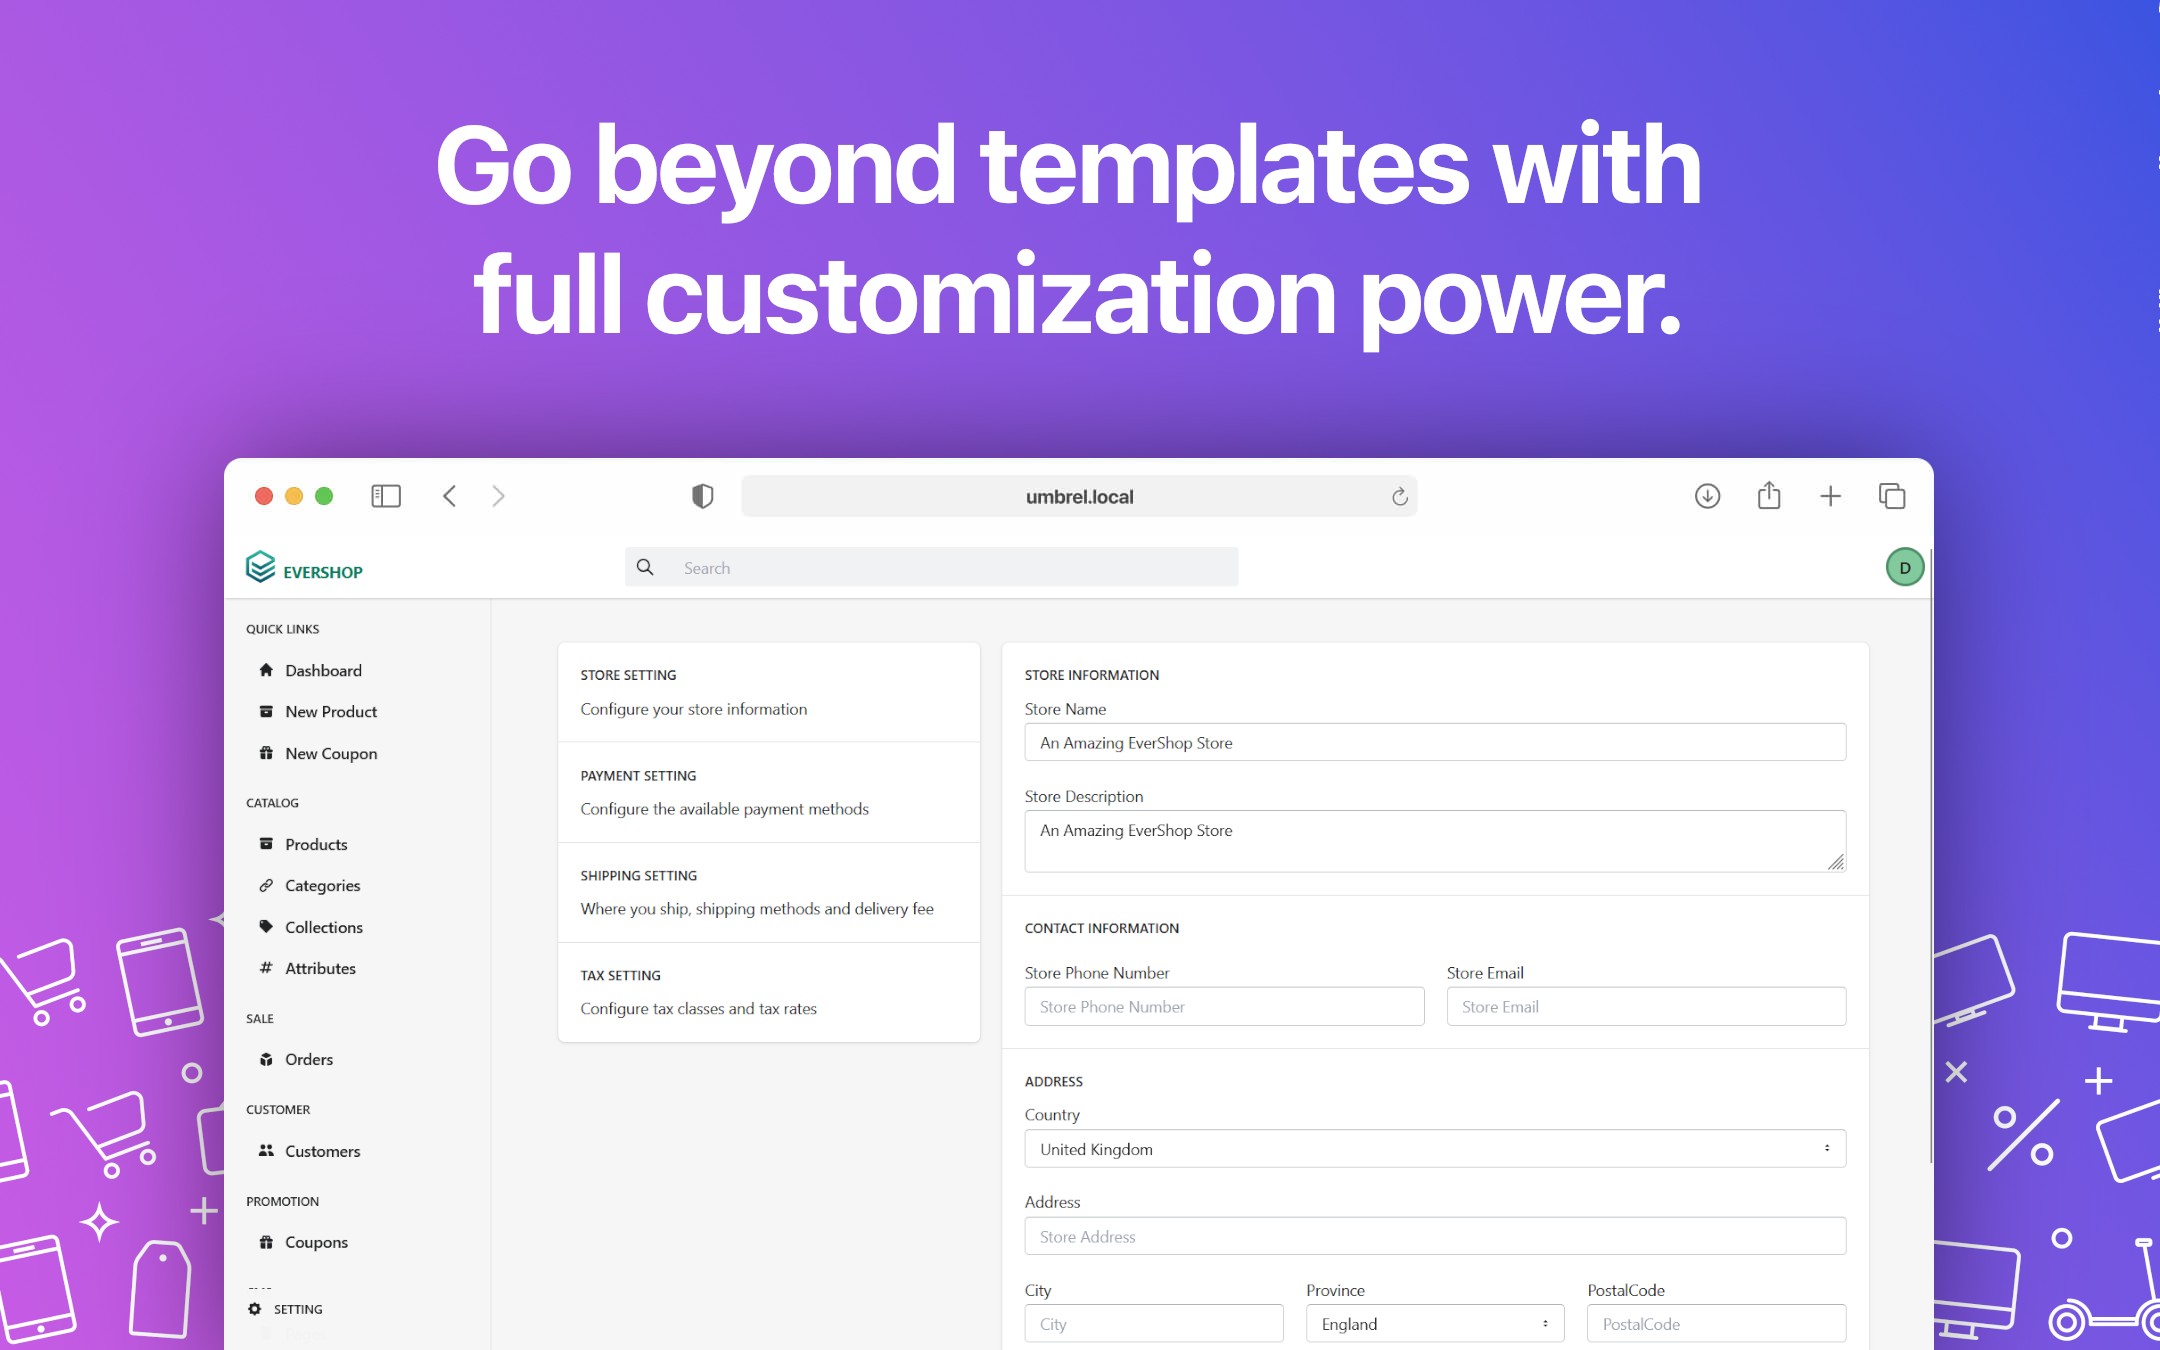 Go beyond templates with
full customization power.
umbrel.local
EVERSHOP
Search
D
QUICK LINKS
Dashboard
New Product
New Coupon
CATALOG
Products
Categories
Collections
Attributes
SALE
Orders
CUSTOMER
Customers
PROMOTION
Coupons
SETTING
STORE SETTING
Configure your store information
PAYMENT SETTING
Configure the available payment methods
SHIPPING SETTING
Where you ship, shipping methods and delivery fee
TAX SETTING
Configure tax classes and tax rates
STORE INFORMATION
Store Name
An Amazing EverShop Store
Store Description
An Amazing EverShop Store
CONTACT INFORMATION
Store Phone Number
Store Phone Number
Store Email
Store Email
ADDRESS
Country
United Kingdom
Address
Store Address
City
City
Province
England
PostalCode
PostalCode